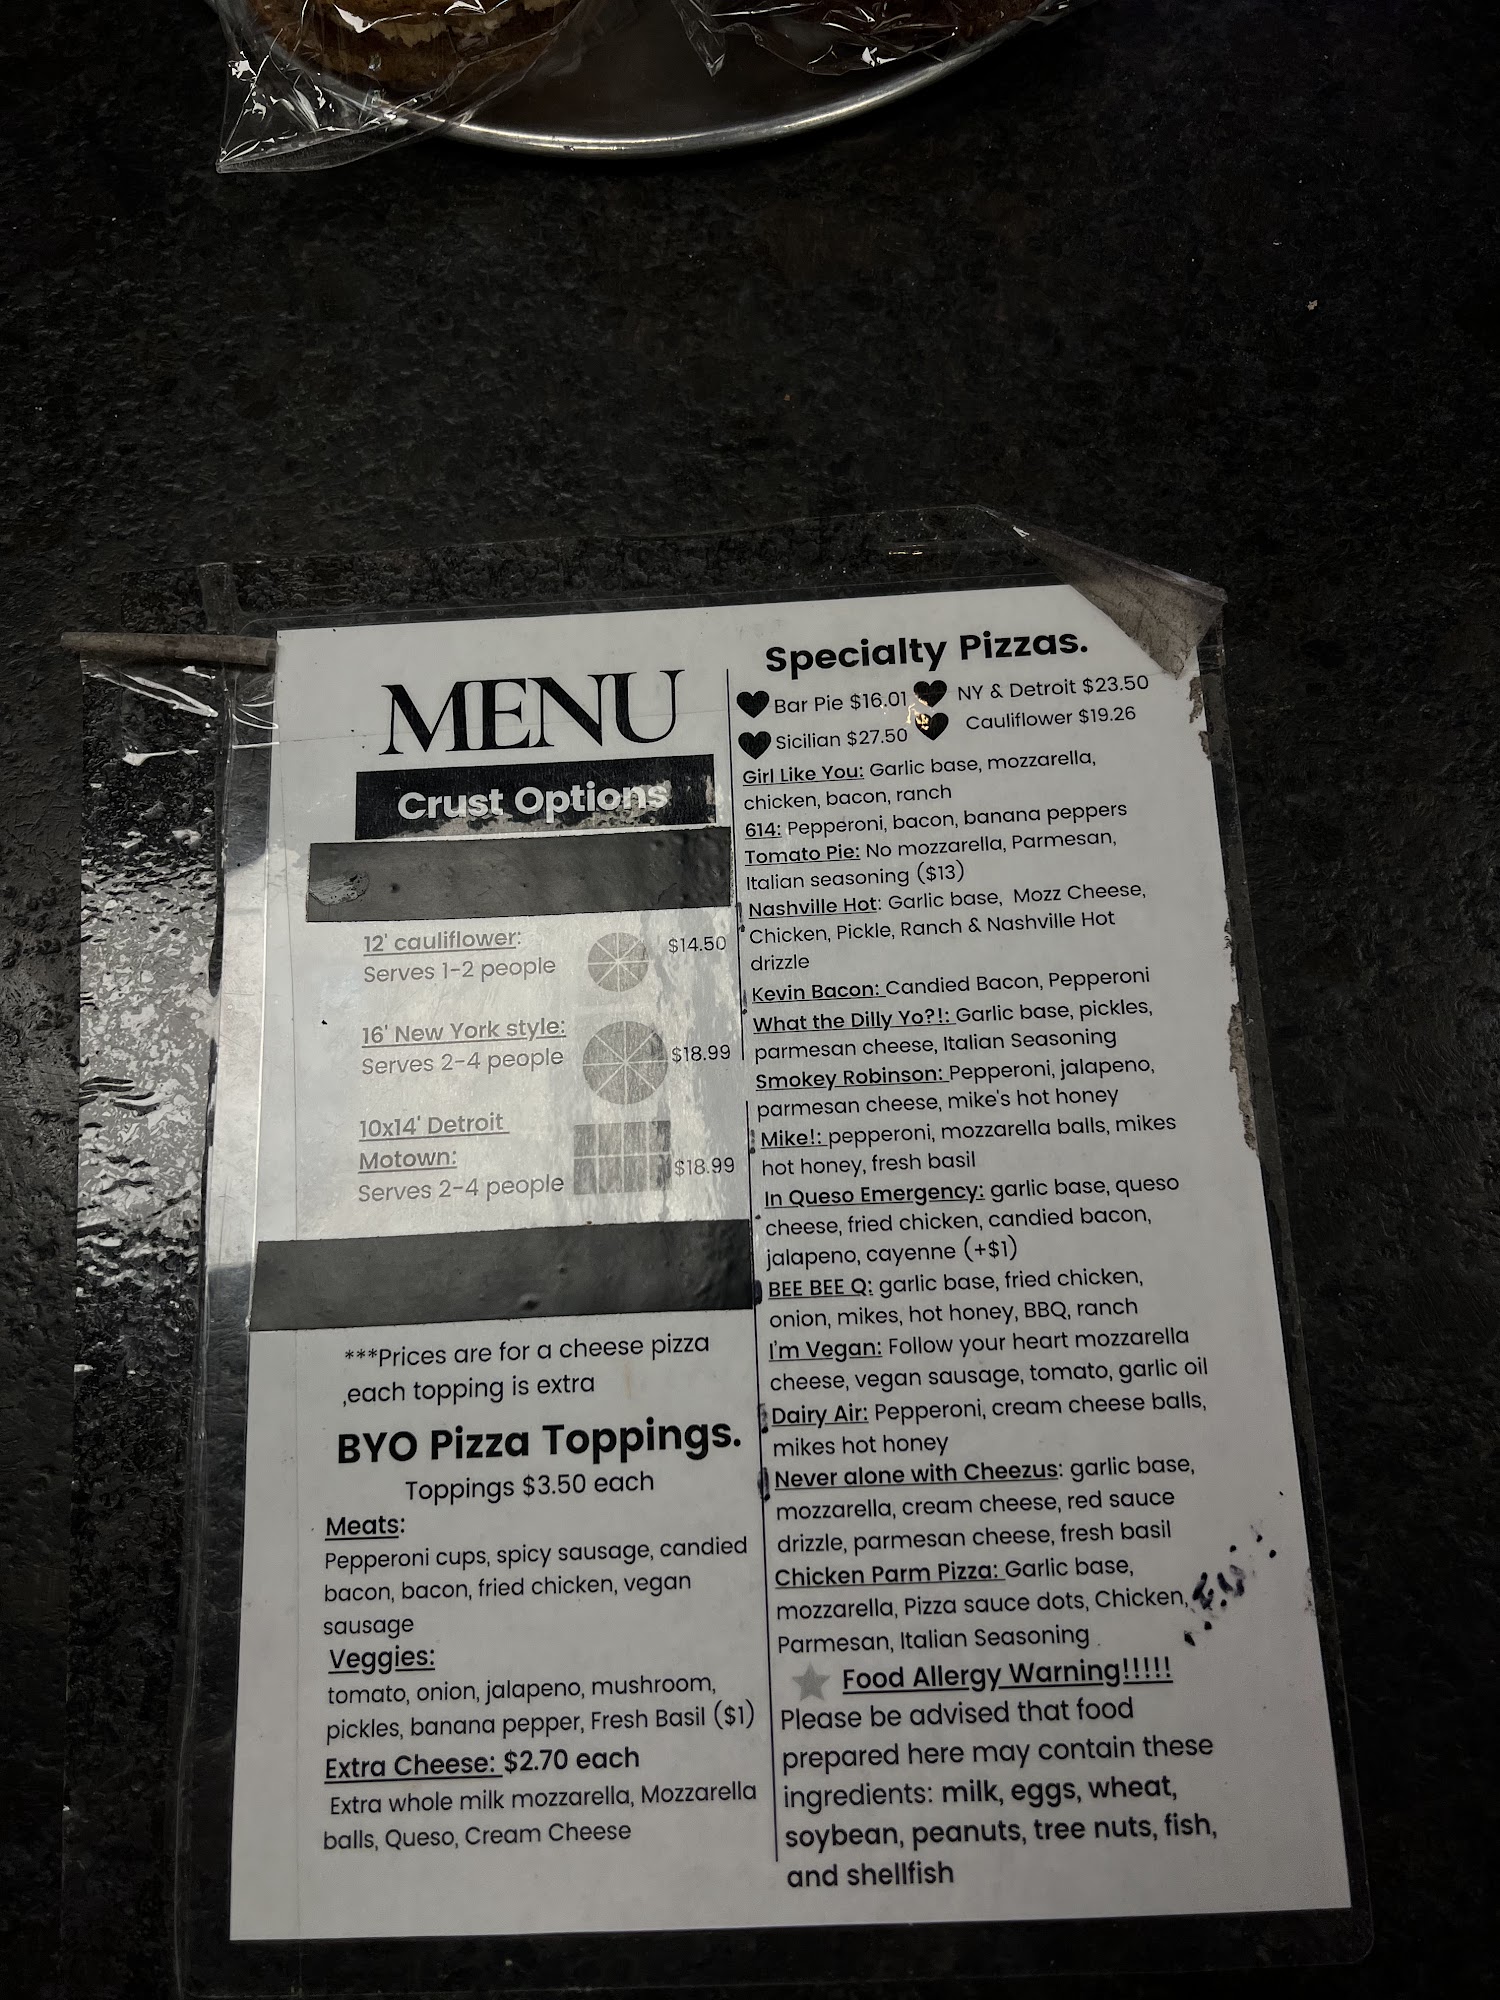 MENU
Crust Options
12' cauliflower:
Serves 1-2 people
$14.50
16' New York style:
Serves 2-4 people
$18.99
10x14' Detroit
Motown:
Serves 2-4 people
$18.99
***Prices are for a cheese pizza
,each topping is extra
BYO Pizza Toppings.
Toppings $3.50 each
Meats:
Pepperoni cups, spicy sausage, candied
bacon, bacon, fried chicken, vegan
sausage
Veggies:
tomato, onion, jalapeno, mushroom,
pickles, banana pepper, Fresh Basil ($1)
Extra Cheese: $2.70 each
Extra whole milk mozzarella, Mozzarella
balls, Queso, Cream Cheese
Specialty Pizzas.
Bar Pie $16.01 NY & Detroit $23.50
Sicilian $27.50 Cauliflower $19.26
Girl Like You: Garlic base, mozzarella,
chicken, bacon, ranch
614: Pepperoni, bacon, banana peppers
Tomato Pie: No mozzarella, Parmesan,
Italian seasoning ($13)
Nashville Hot: Garlic base, Mozz Cheese,
Chicken, Pickle, Ranch & Nashville Hot
drizzle
Kevin Bacon: Candied Bacon, Pepperoni
What the Dilly Yo?!: Garlic base, pickles,
parmesan cheese, Italian Seasoning
Smokey Robinson: Pepperoni, jalapeno,
parmesan cheese, mike's hot honey
Mike!: pepperoni, mozzarella balls, mikes
hot honey, fresh basil
In Queso Emergency: garlic base, queso
cheese, fried chicken, candied bacon,
jalapeno, cayenne (+$1)
BEE BEE Q: garlic base, fried chicken,
onion, mikes, hot honey, BBQ, ranch
I'm Vegan: Follow your heart mozzarella
cheese, vegan sausage, tomato, garlic oil
Dairy Air: Pepperoni, cream cheese balls,
mikes hot honey
Never alone with Cheezus: garlic base,
mozzarella, cream cheese, red sauce
drizzle, parmesan cheese, fresh basil
Chicken Parm Pizza: Garlic base,
mozzarella, Pizza sauce dots, Chicken,
Parmesan, Italian Seasoning
Food Allergy Warning!!!!!
Please be advised that food
prepared here may contain these
ingredients: milk, eggs, wheat,
soybean, peanuts, tree nuts, fish,
and shellfish